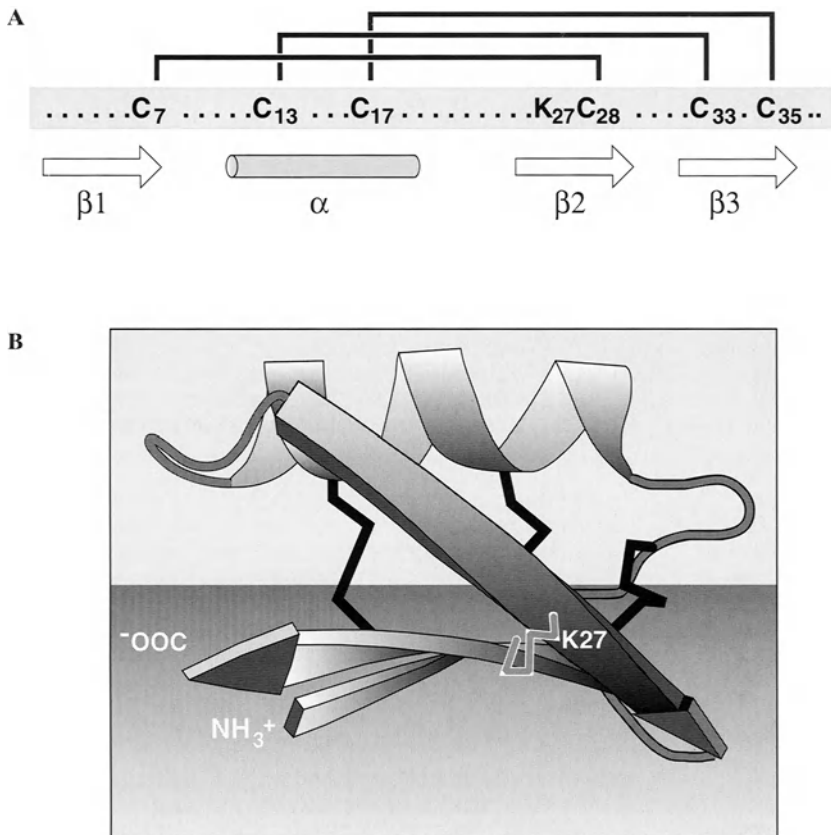 A
......C7 .....C13 ...C17 .........K27C28 ....C33 . C35 ..
β1 α β2 β3
B
-OOC
K27
NH3+